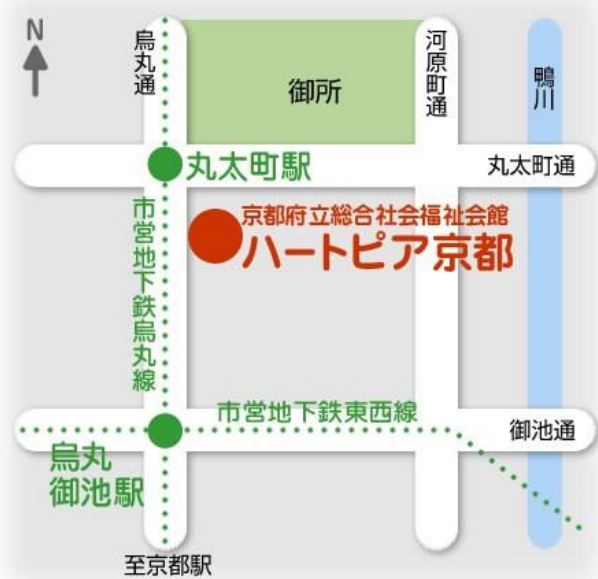 N
烏丸通
御所
河原町通
鴨川
丸太町駅
丸太町通
京都府立総合社会福祉会館
ハートピア京都
市営地下鉄烏丸線
市営地下鉄東西線
御池通
烏丸
御池駅
至京都駅